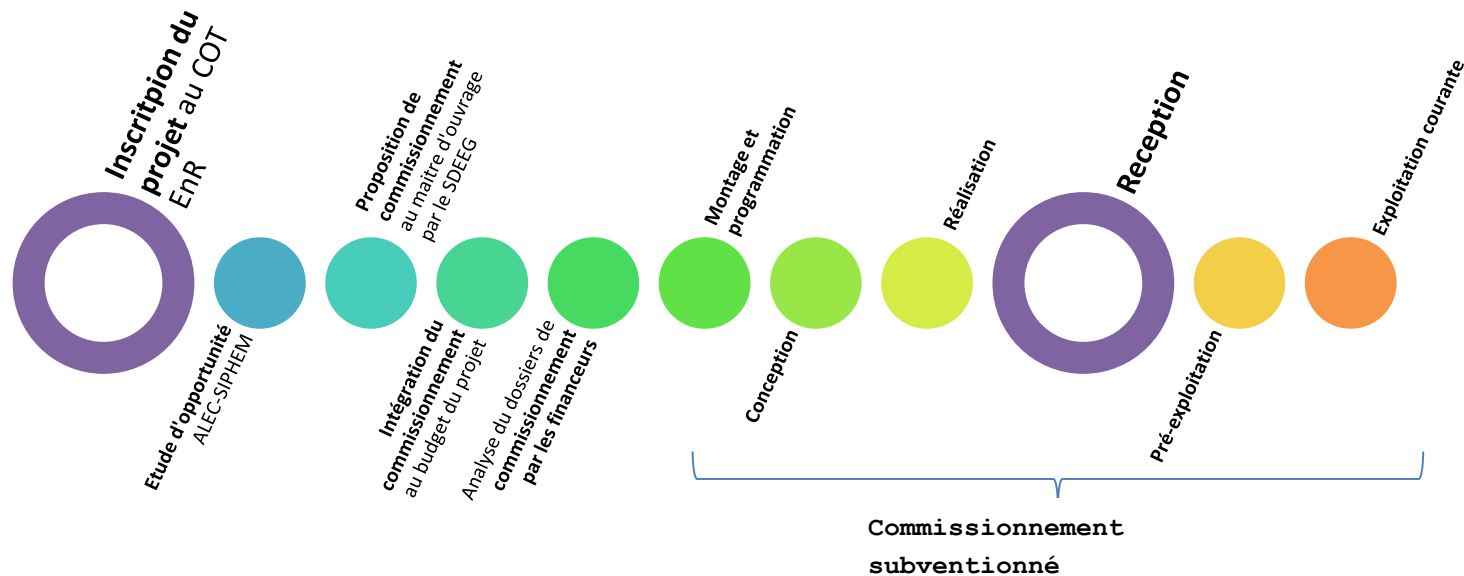 Inscritpion du
projet au COT
EnR
Etude d'opportunité
ALEC-SIPHEM
Proposition de
commissionnement
au maitre d'ouvrage
par le SDEEG
Intégration du
commissionnement
au budget du projet
Analyse du dossiers de
commissionnement
par les financeurs
Montage et
programmation
Conception
Réalisation
Reception
Pré-exploitation
Exploitation courante
Commissionnement
subventionné